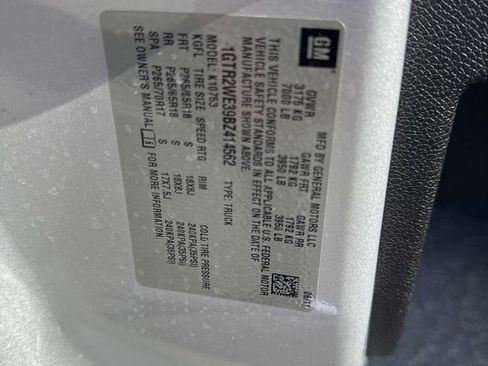 GM
MFD BY GENERAL MOTORS LLC
GVWR GAWR FRT GAWR RR
3175 KG 1792 KG 1792 KG
7000 LB 3950 LB 3950 LB
THIS VEHICLE CONFORMS TO ALL APPLICABLE U.S. FEDERAL MOTOR
VEHICLE SAFETY STANDARDS IN EFFECT ON THE DATE OF
MANUFACTURE SHOWN ABOVE.
1GTR2WE39BZ414562 TYPE: TRUCK
MODEL: K10753
KGFL TIRE SIZE SPEED RTG RIM COLD TIRE PRESSURE
FRT P265/65R18 S 18X8J 240KPA(35PSI)
RR P265/65R18 S 18X8J 240KPA(35PSI)
SPA P265/70R17 S 17X7.5J 240KPA(35PSI)
SEE OWNER'S MANUAL FOR MORE INFORMATION.